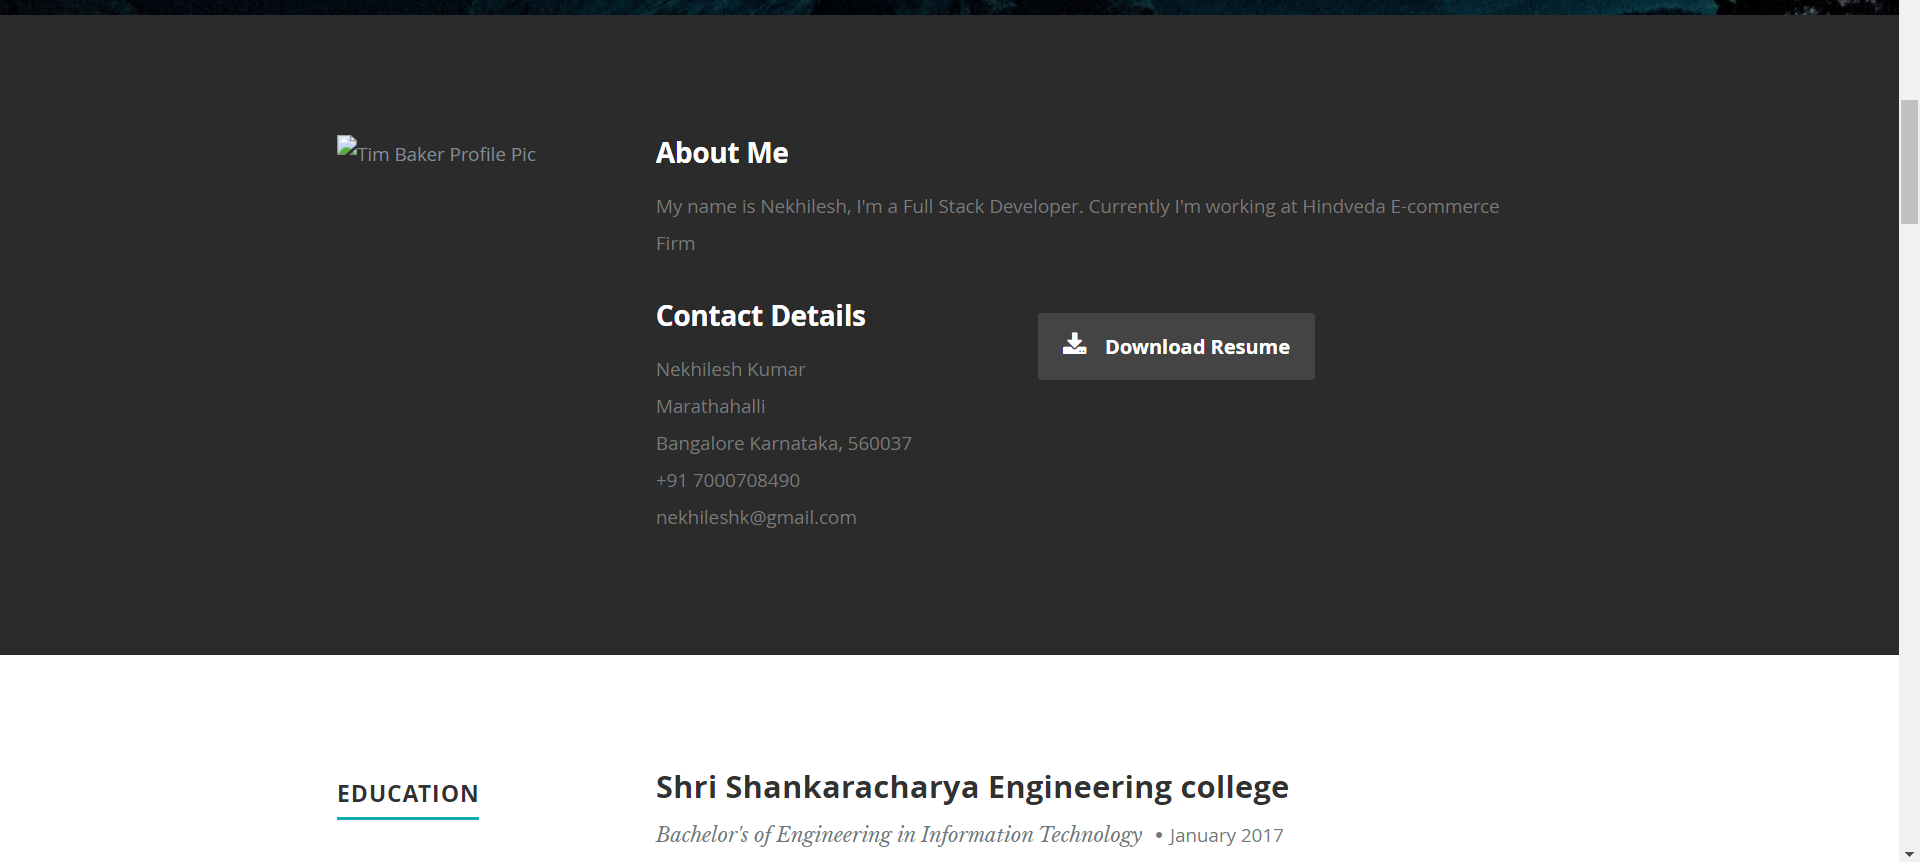 Tim Baker Profile Pic
About Me
My name is Nekhilesh, I'm a Full Stack Developer. Currently I'm working at Hindveda E-commerce
Firm
Contact Details
Download Resume
Nekhilesh Kumar
Marathahalli
Bangalore Karnataka, 560037
+91 7000708490
nekhileshk@gmail.com
EDUCATION
Shri Shankaracharya Engineering college
Bachelor's of Engineering in Information Technology • January 2017